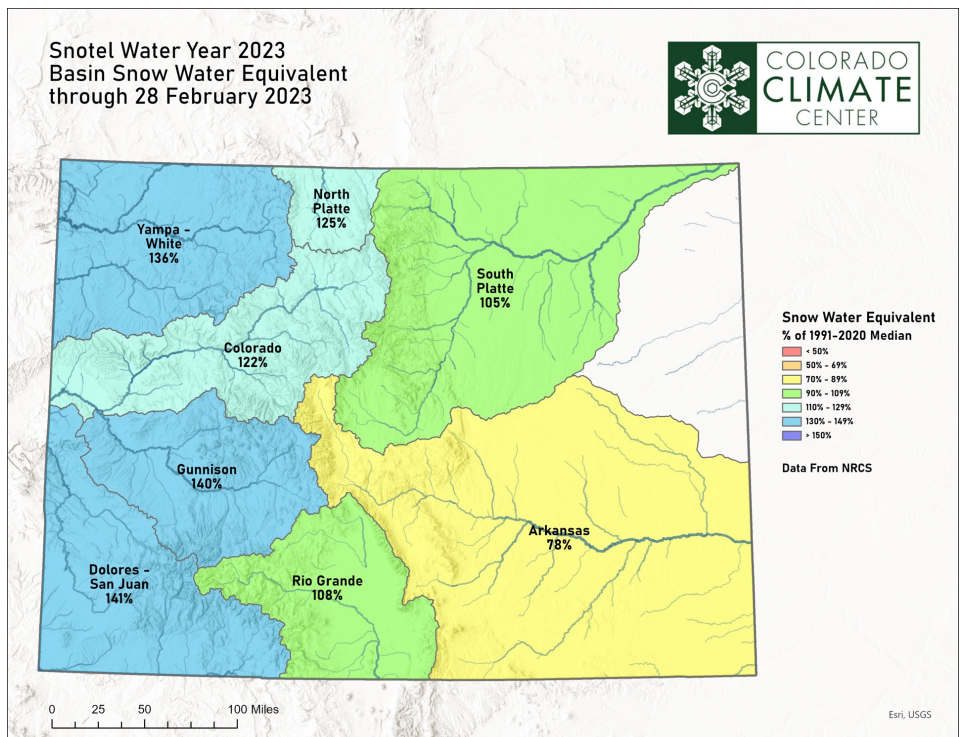 Snotel Water Year 2023
Basin Snow Water Equivalent
through 28 February 2023
COLORADO
CLIMATE
CENTER
North
Platte
125%
Yampa -
White
136%
South
Platte
105%
Colorado
122%
Gunnison
140%
Arkansas
78%
Dolores -
San Juan
141%
Rio Grande
108%
Snow Water Equivalent
% of 1991-2020 Median
< 50%
50% - 69%
70% - 89%
90% - 109%
110% - 129%
130% - 149%
> 150%
Data From NRCS
0 25 50 100 Miles
Esri, USGS